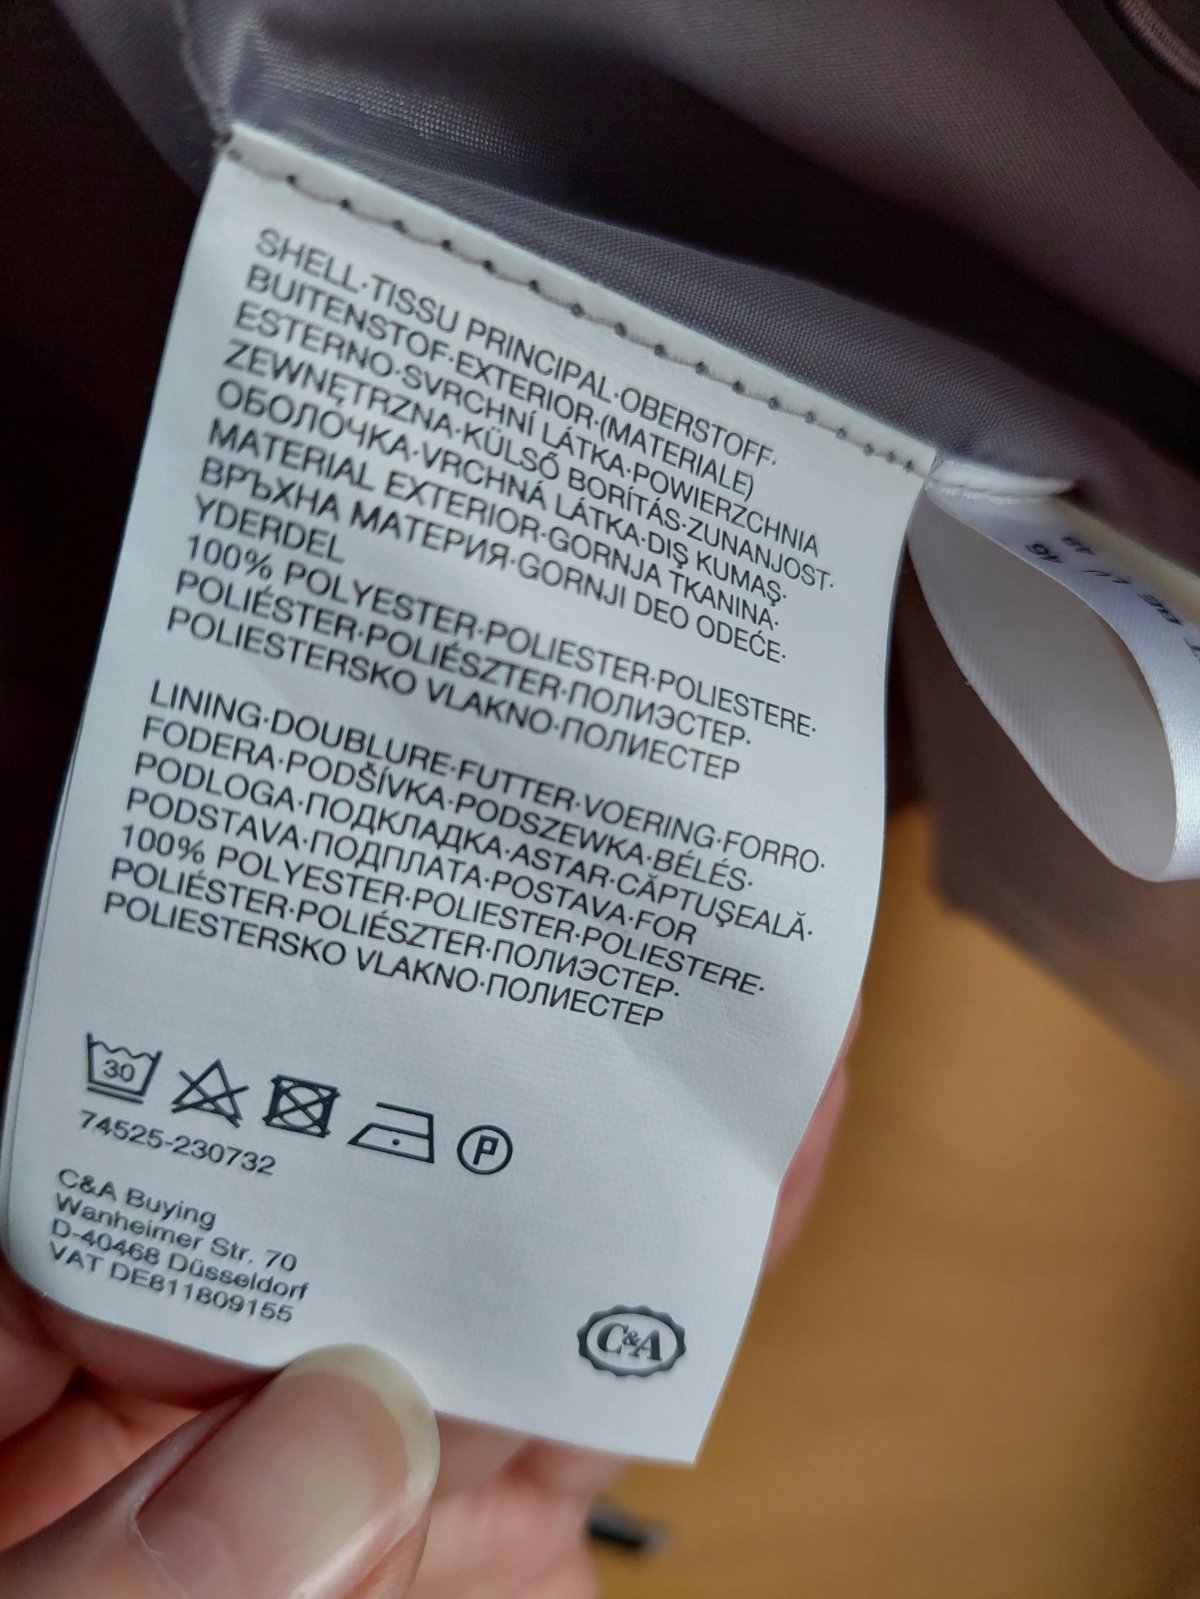 SHELL·TISSU PRINCIPAL·OBERSTOFF·
BUITENSTOF·EXTERIOR·(MATERIALE)
ESTERNO·SVRCHNÍ LÁTKA·POWIERZCHNIA
ZEWNĘTRZNA·KÜLSŐ BORÍTÁS·ZUNANJOST·
ОБОЛОЧКА·VRCHNÁ LÁTKA·DIŞ KUMAŞ·
MATERIAL EXTERIOR·GORNJA TKANINA·
ВРЪХНА МАТЕРИЯ·GORNJI DEO ODEĆE·
YDERDEL
100% POLYESTER·POLIESTER·POLIESTERE·
POLIÉSTER·POLIÉSZTER·ПОЛИЭСТЕР·
POLIESTERSKO VLAKNO·ПОЛИЕСТЕР
LINING·DOUBLURE·FUTTER·VOERING·FORRO·
FODERA·PODŠÍVKA·PODSZEWKA·BÉLÉS·
PODLOGA·ПОДКЛАДКА·ASTAR·CĂPTUŞEALĂ·
PODSTAVA·ПОДПЛАТА·POSTAVA·FOR
100% POLYESTER·POLIESTER·POLIESTERE·
POLIÉSTER·POLIÉSZTER·ПОЛИЭСТЕР·
POLIESTERSKO VLAKNO·ПОЛИЕСТЕР
30 P
74525-230732
C&A Buying
Wanheimer Str. 70
D-40468 Düsseldorf
VAT DE811809155
C&A
46
48